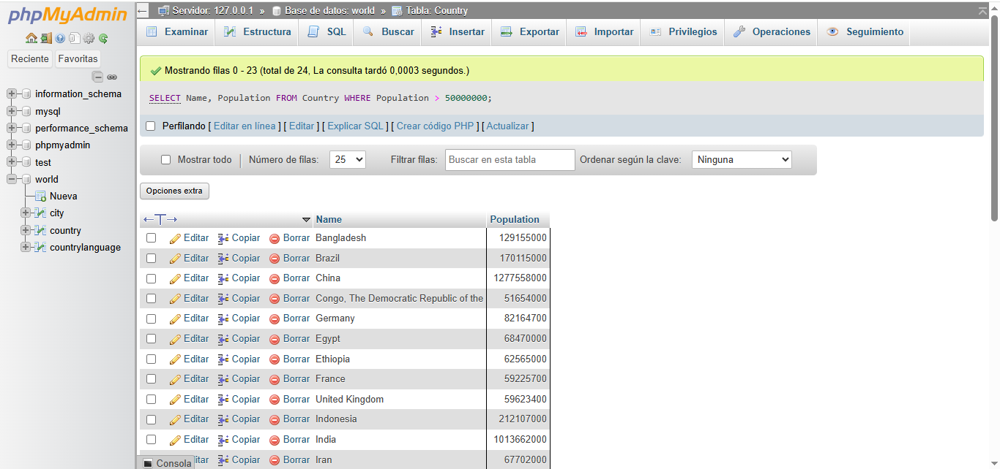 phpMyAdmin
Reciente Favoritas
information_schema
mysql
performance_schema
phpmyadmin
test
world
Nueva
city
country
countrylanguage
Servidor: 127.0.0.1 » Base de datos: world » Tabla: Country
Examinar Estructura SQL Buscar Insertar Exportar Importar Privilegios Operaciones Seguimiento
Mostrando filas 0 - 23 (total de 24, La consulta tardó 0,0003 segundos.)
SELECT Name, Population FROM Country WHERE Population > 50000000;
Perfilando [ Editar en línea ] [ Editar ] [ Explicar SQL ] [ Crear código PHP ] [ Actualizar ]
Mostrar todo | Número de filas: 25 Filtrar filas: Buscar en esta tabla Ordenar según la clave: Ninguna
Opciones extra
←T→ Name Population
Editar Copiar Borrar Bangladesh 129155000
Editar Copiar Borrar Brazil 170115000
Editar Copiar Borrar China 1277558000
Editar Copiar Borrar Congo, The Democratic Republic of the 51654000
Editar Copiar Borrar Germany 82164700
Editar Copiar Borrar Egypt 68470000
Editar Copiar Borrar Ethiopia 62565000
Editar Copiar Borrar France 59225700
Editar Copiar Borrar United Kingdom 59623400
Editar Copiar Borrar Indonesia 212107000
Editar Copiar Borrar India 1013662000
itar Copiar Borrar Iran 67702000
Consola